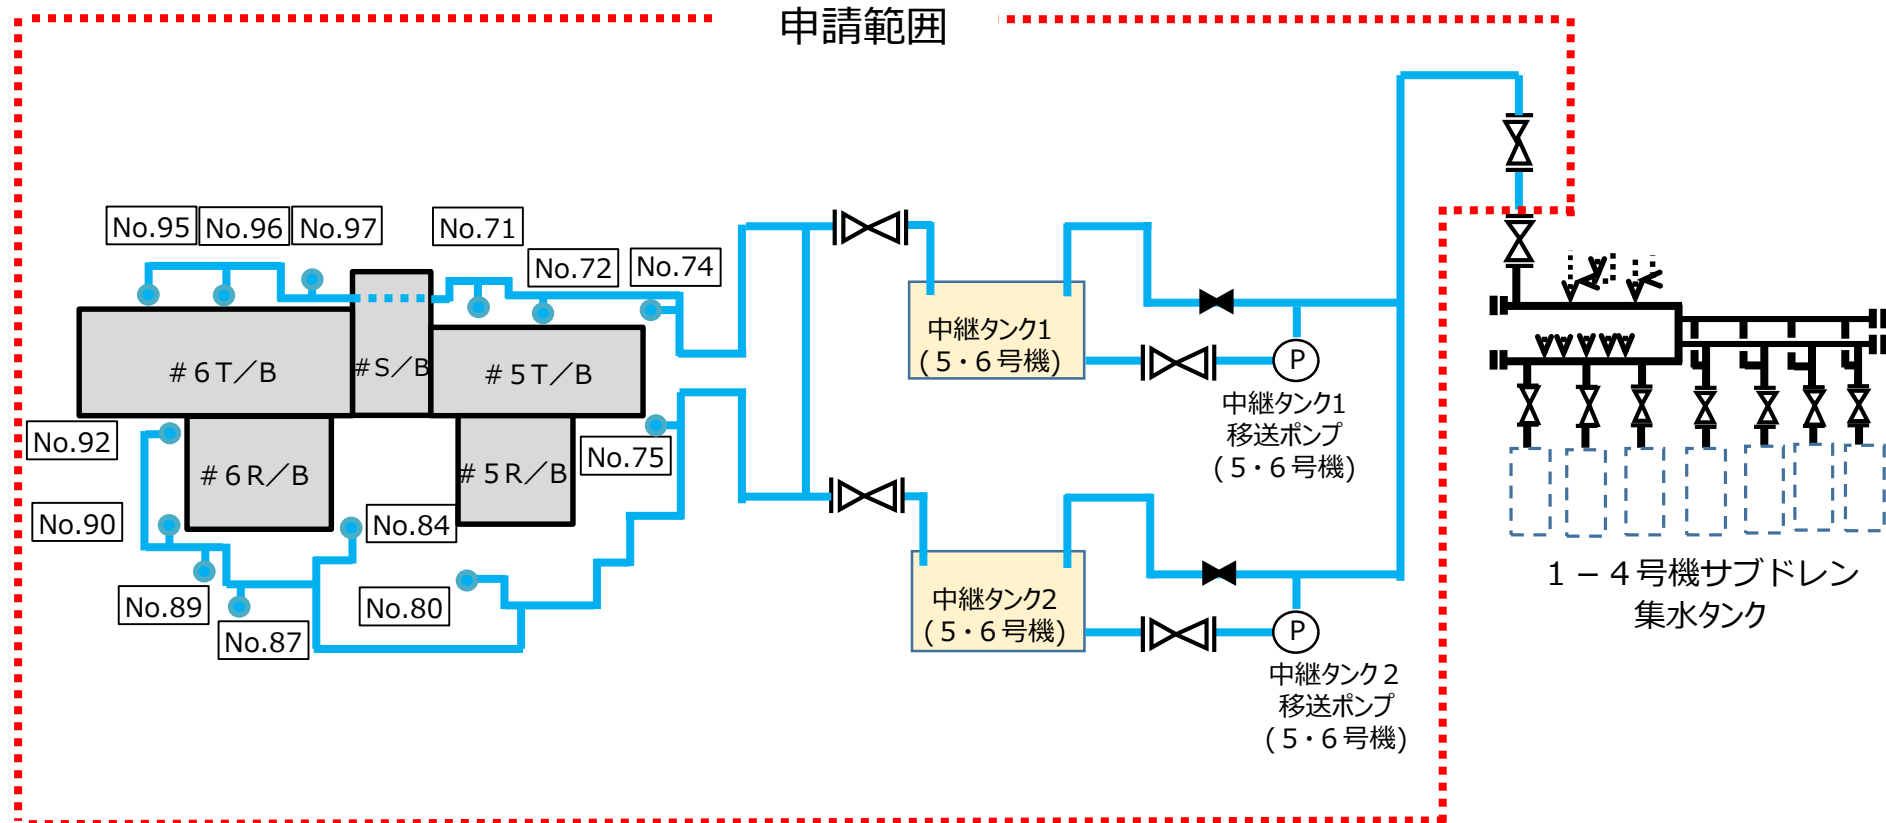 申請範囲
No.95
No.96
No.97
No.71
No.72
No.74
#6T/B
#S/B
#5T/B
No.92
#6R/B
#5R/B
No.75
No.90
No.84
No.89
No.80
No.87
中継タンク1
(5・6号機)
P
中継タンク1
移送ポンプ
(5・6号機)
中継タンク2
(5・6号機)
P
中継タンク2
移送ポンプ
(5・6号機)
1-4号機サブドレン
集水タンク